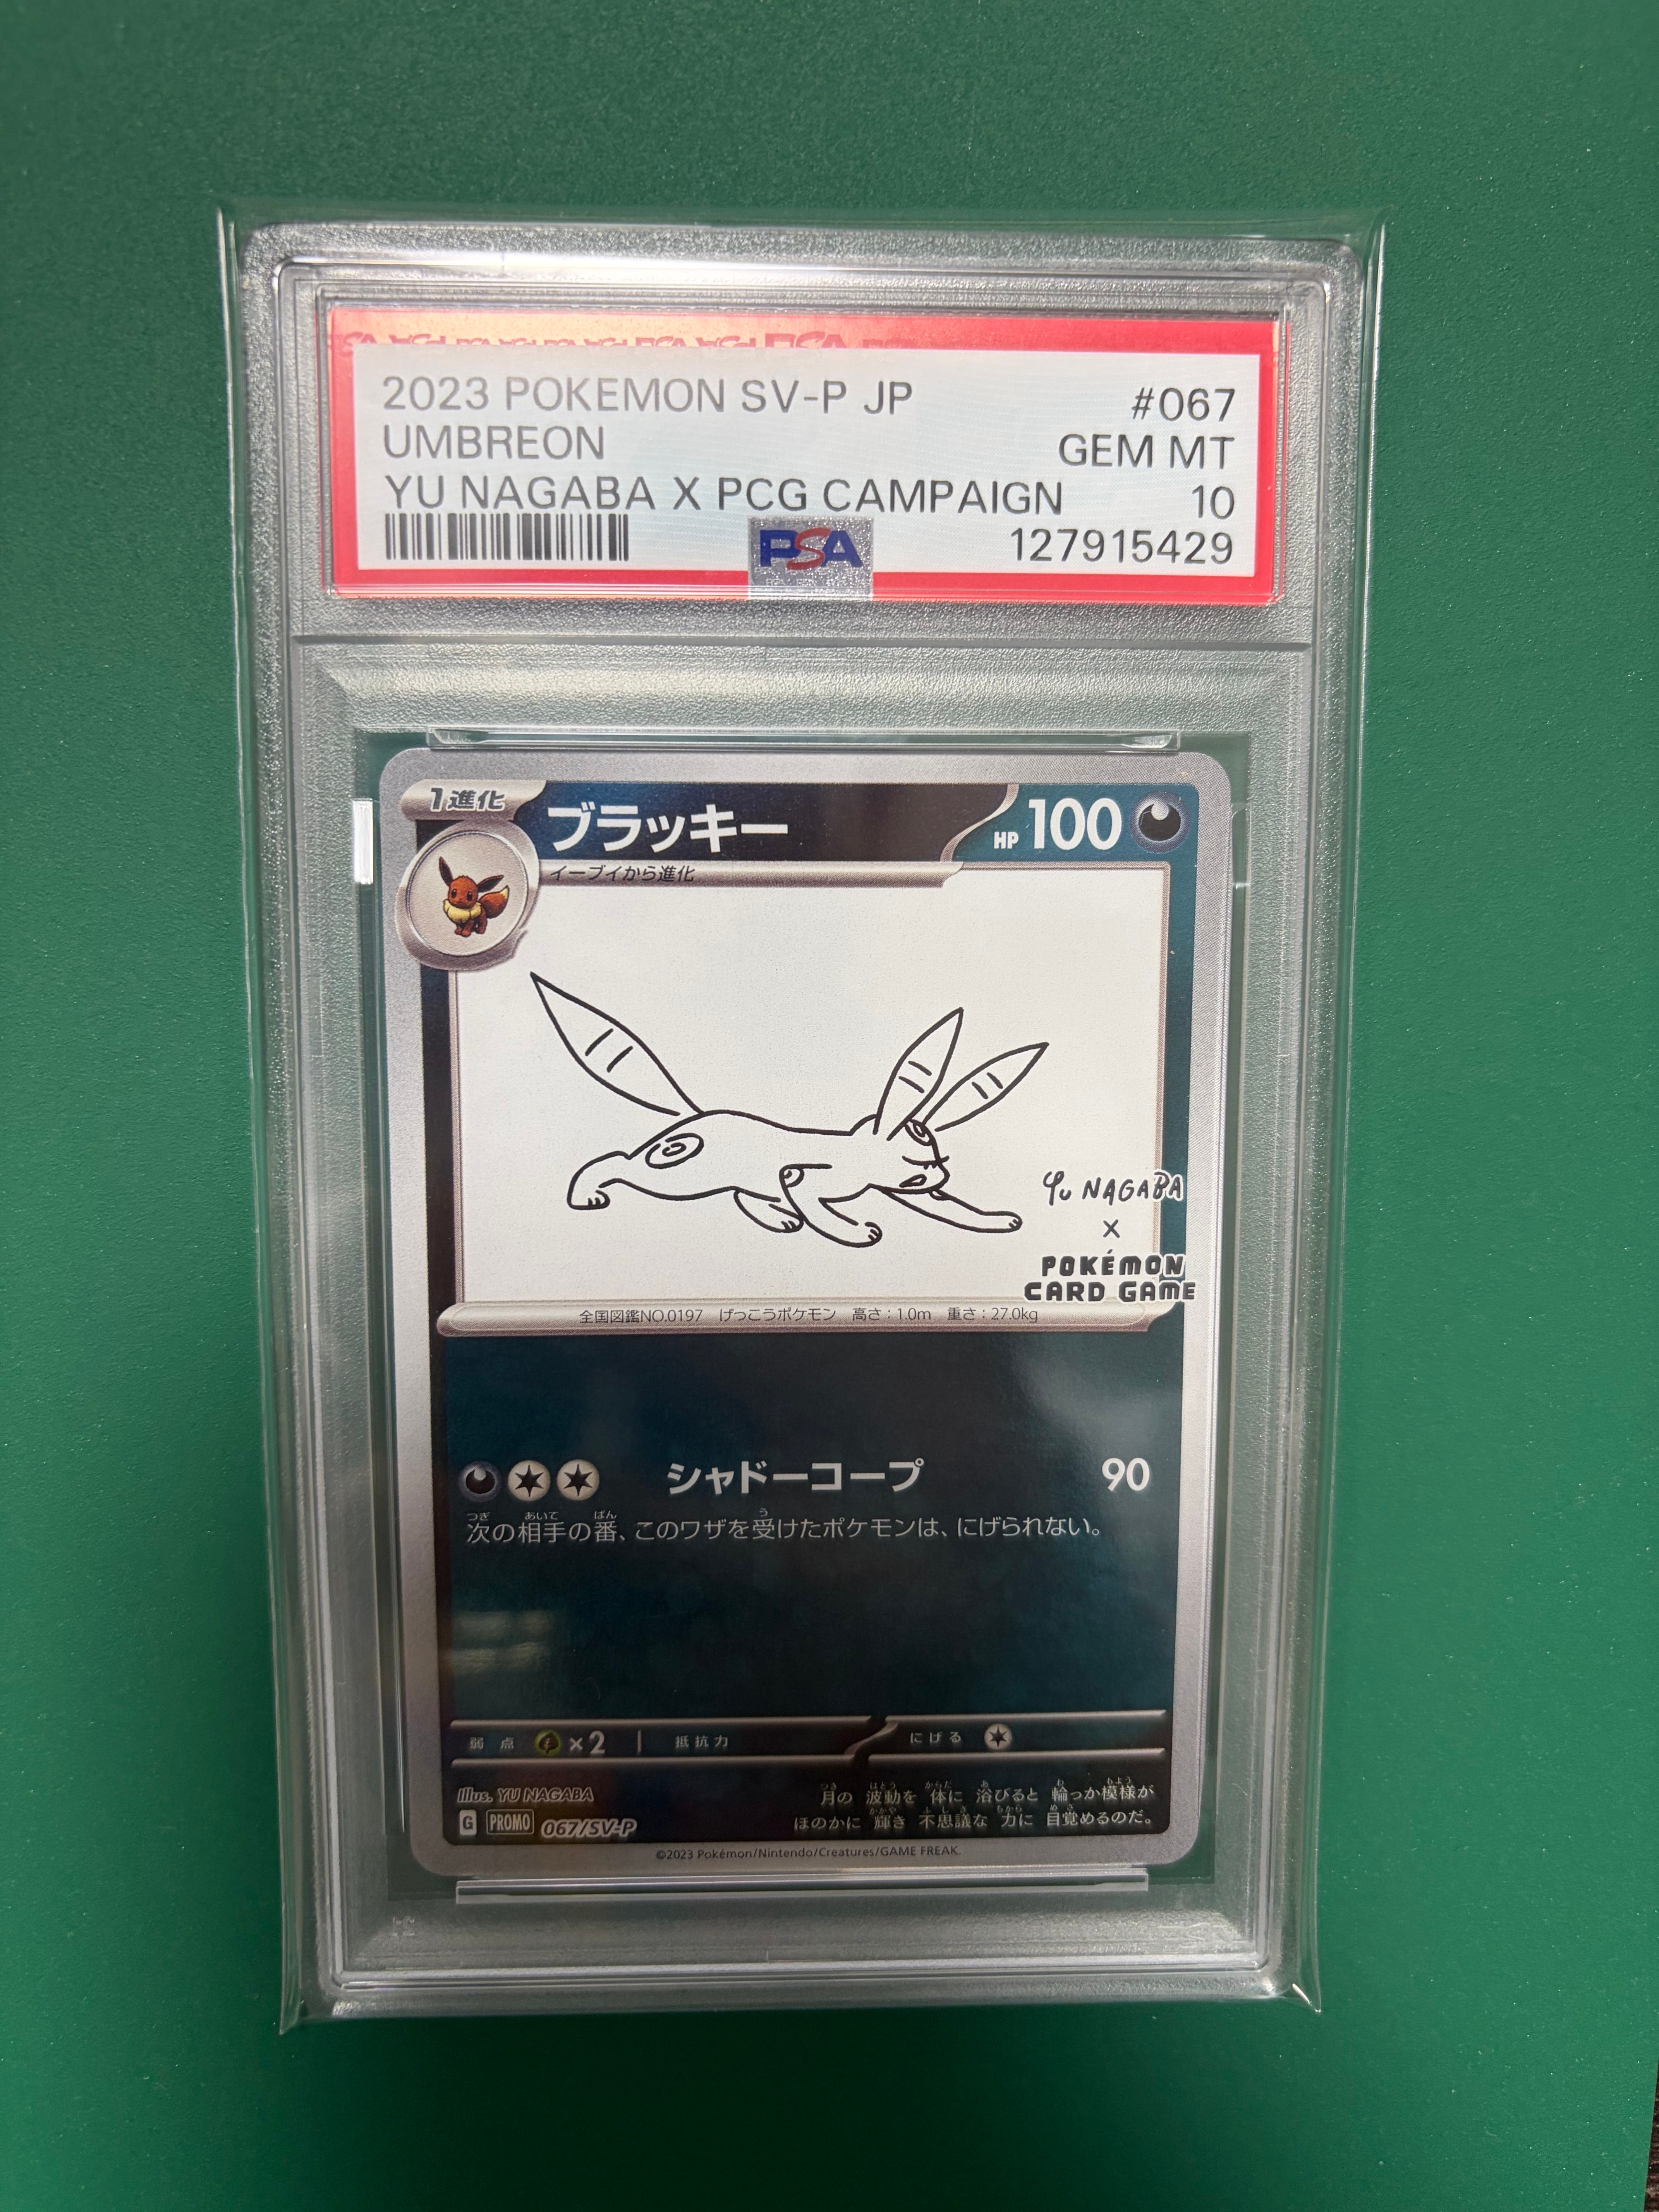 2023 POKEMON SV-P JP #067
UMBREON GEM MT
YU NAGABA X PCG CAMPAIGN 10
PSA 127915429
1進化 ブラッキー HP 100
イーブイから進化
YU NAGABA
×
POKÉMON
CARD GAME
全国図鑑NO.0197 げっこうポケモン 高さ：1.0m 重さ：27.0kg
シャドーコープ 90
次の相手の番、このワザを受けたポケモンは、にげられない。
弱点 ×2 抵抗力 にげる
Illus. YU NAGABA
月の 波動を 体に 浴びると 輪っか模様が
ほのかに 輝き 不思議な 力に 目覚めるのだ。
G PROMO 067/SV-P
©2023 Pokémon/Nintendo/Creatures/GAME FREAK.